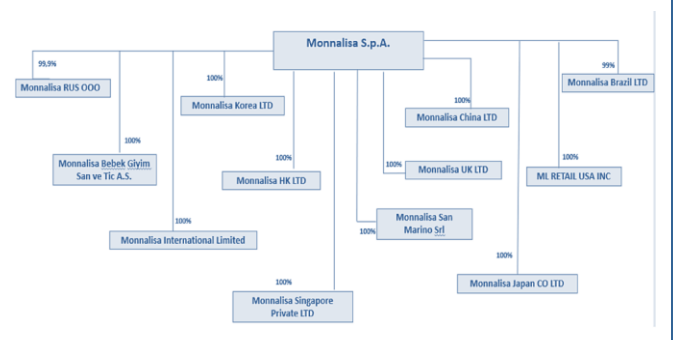 Monnalisa S.p.A.
99,9%
Monnalisa RUS OOO
100%
Monnalisa Korea LTD
99%
Monnalisa Brazil LTD
100%
Monnalisa China LTD
100%
Monnalisa Bebek Giyim
San ve Tic A.S.
100%
Monnalisa HK LTD
100%
Monnalisa UK LTD
100%
ML RETAIL USA INC
100%
Monnalisa International Limited
100%
Monnalisa San
Marino Srl
100%
Monnalisa Singapore
Private LTD
100%
Monnalisa Japan CO LTD